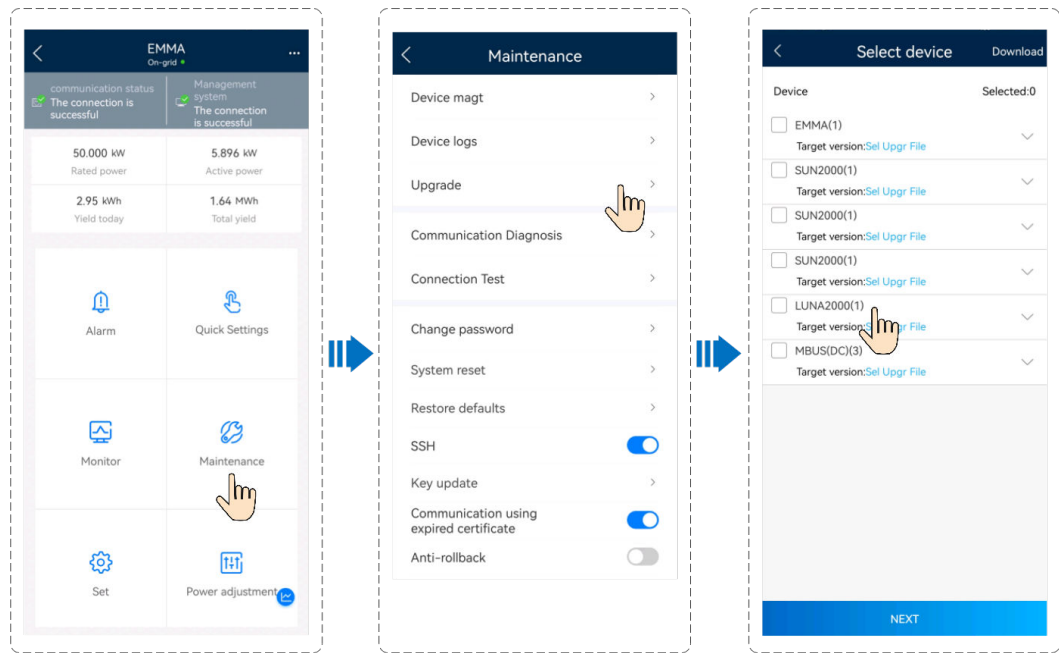 EMMA
On-grid
...
communication status
The connection is
successful
Management
system
The connection
is successful
50.000 kW
Rated power
5.896 kW
Active power
2.95 kWh
Yield today
1.64 MWh
Total yield
Alarm
Quick Settings
Monitor
Maintenance
Set
Power adjustment
Maintenance
Device magt
Device logs
Upgrade
Communication Diagnosis
Connection Test
Change password
System reset
Restore defaults
SSH
Key update
Communication using
expired certificate
Anti-rollback
Select device
Download
Device
Selected:0
EMMA(1)
Target version:Sel Upgr File
SUN2000(1)
Target version:Sel Upgr File
SUN2000(1)
Target version:Sel Upgr File
SUN2000(1)
Target version:Sel Upgr File
LUNA2000(1)
Target version: File
MBUS(DC)(3)
Target version:Sel Upgr File
NEXT